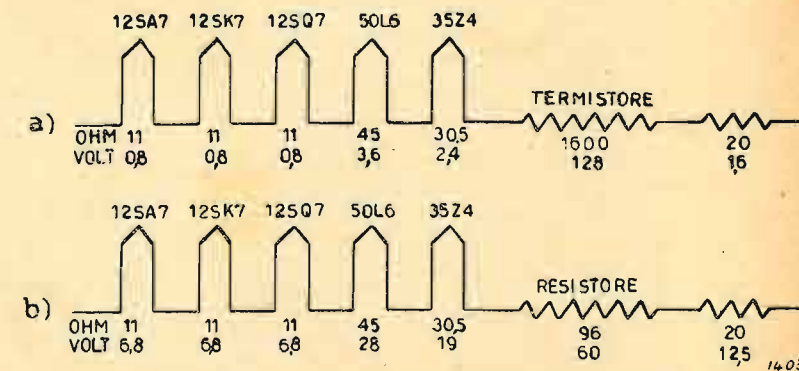 12SA7 12SK7 12SQ7 50L6 35Z4
TERMISTORE
a)
OHM 11 11 11 45 30,5 1600 20
VOLT 0,8 0,8 0,8 3,6 2,4 128 1,6
12SA7 12SK7 12SQ7 50L6 35Z4
RESISTORE
b)
OHM 11 11 11 45 30,5 96 20
VOLT 6,8 6,8 6,8 28 19 60 12,5